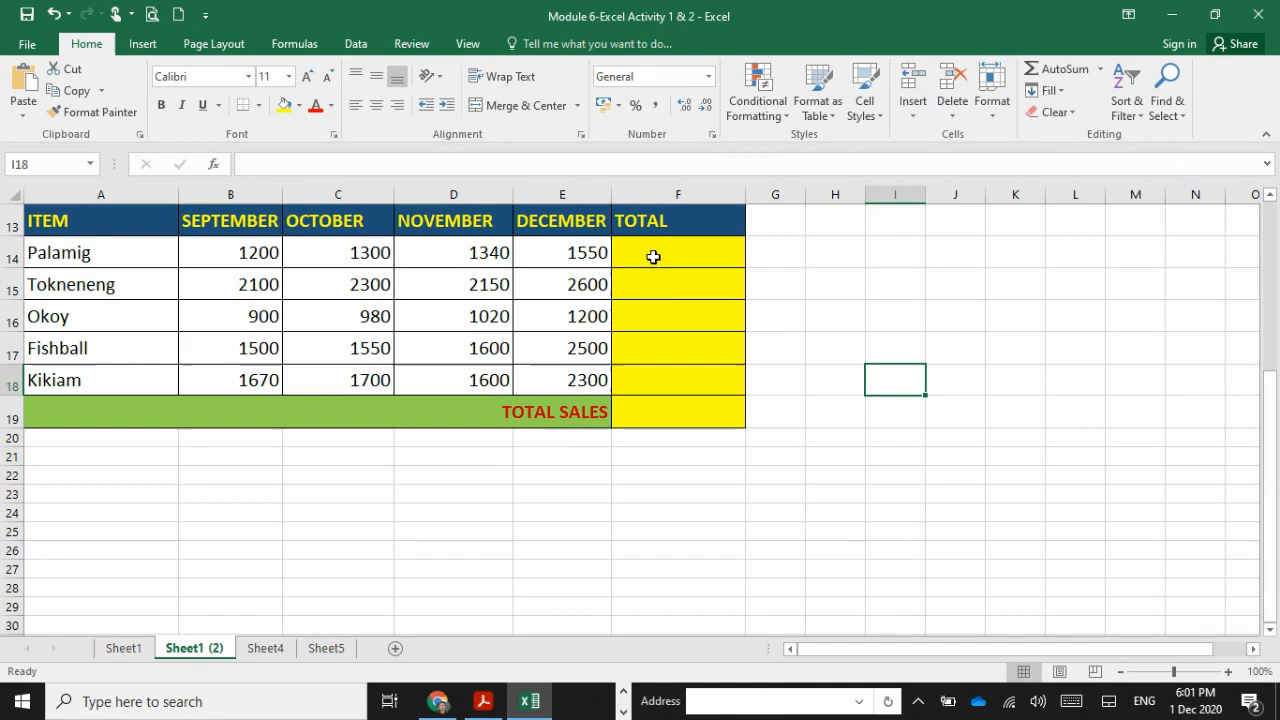 Module 6-Excel Activity 1 & 2 - Excel
File Home Insert Page Layout Formulas Data Review View Tell me what you want to do... Sign in Share
Paste
Cut
Copy
Format Painter
Clipboard
Calibri 11
B I U A
Font
Wrap Text
Merge & Center
Alignment
General
% ,
Number
Conditional Formatting
Format as Table
Cell Styles
Styles
Insert Delete Format
Cells
AutoSum
Fill
Clear
Sort & Filter
Find & Select
Editing
I18 fx
A B C D E F G H I J K L M N O
13 ITEM SEPTEMBER OCTOBER NOVEMBER DECEMBER TOTAL
14 Palamig 1200 1300 1340 1550
15 Tokneneng 2100 2300 2150 2600
16 Okoy 900 980 1020 1200
17 Fishball 1500 1550 1600 2500
18 Kikiam 1670 1700 1600 2300
19 TOTAL SALES
20
21
22
23
24
25
26
27
28
29
30
Sheet1 Sheet1 (2) Sheet4 Sheet5
Ready 100%
Type here to search Address ENG 6:01 PM
1 Dec 2020 2